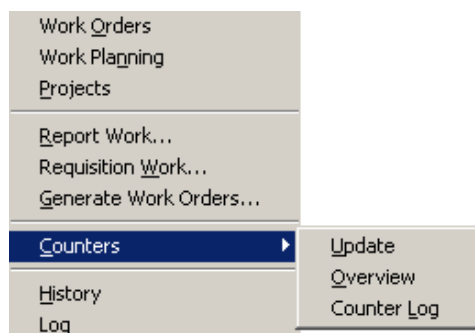 Work Orders
Work Planning
Projects
Report Work...
Requisition Work...
Generate Work Orders...
Counters
Update
Overview
Counter Log
History
Log